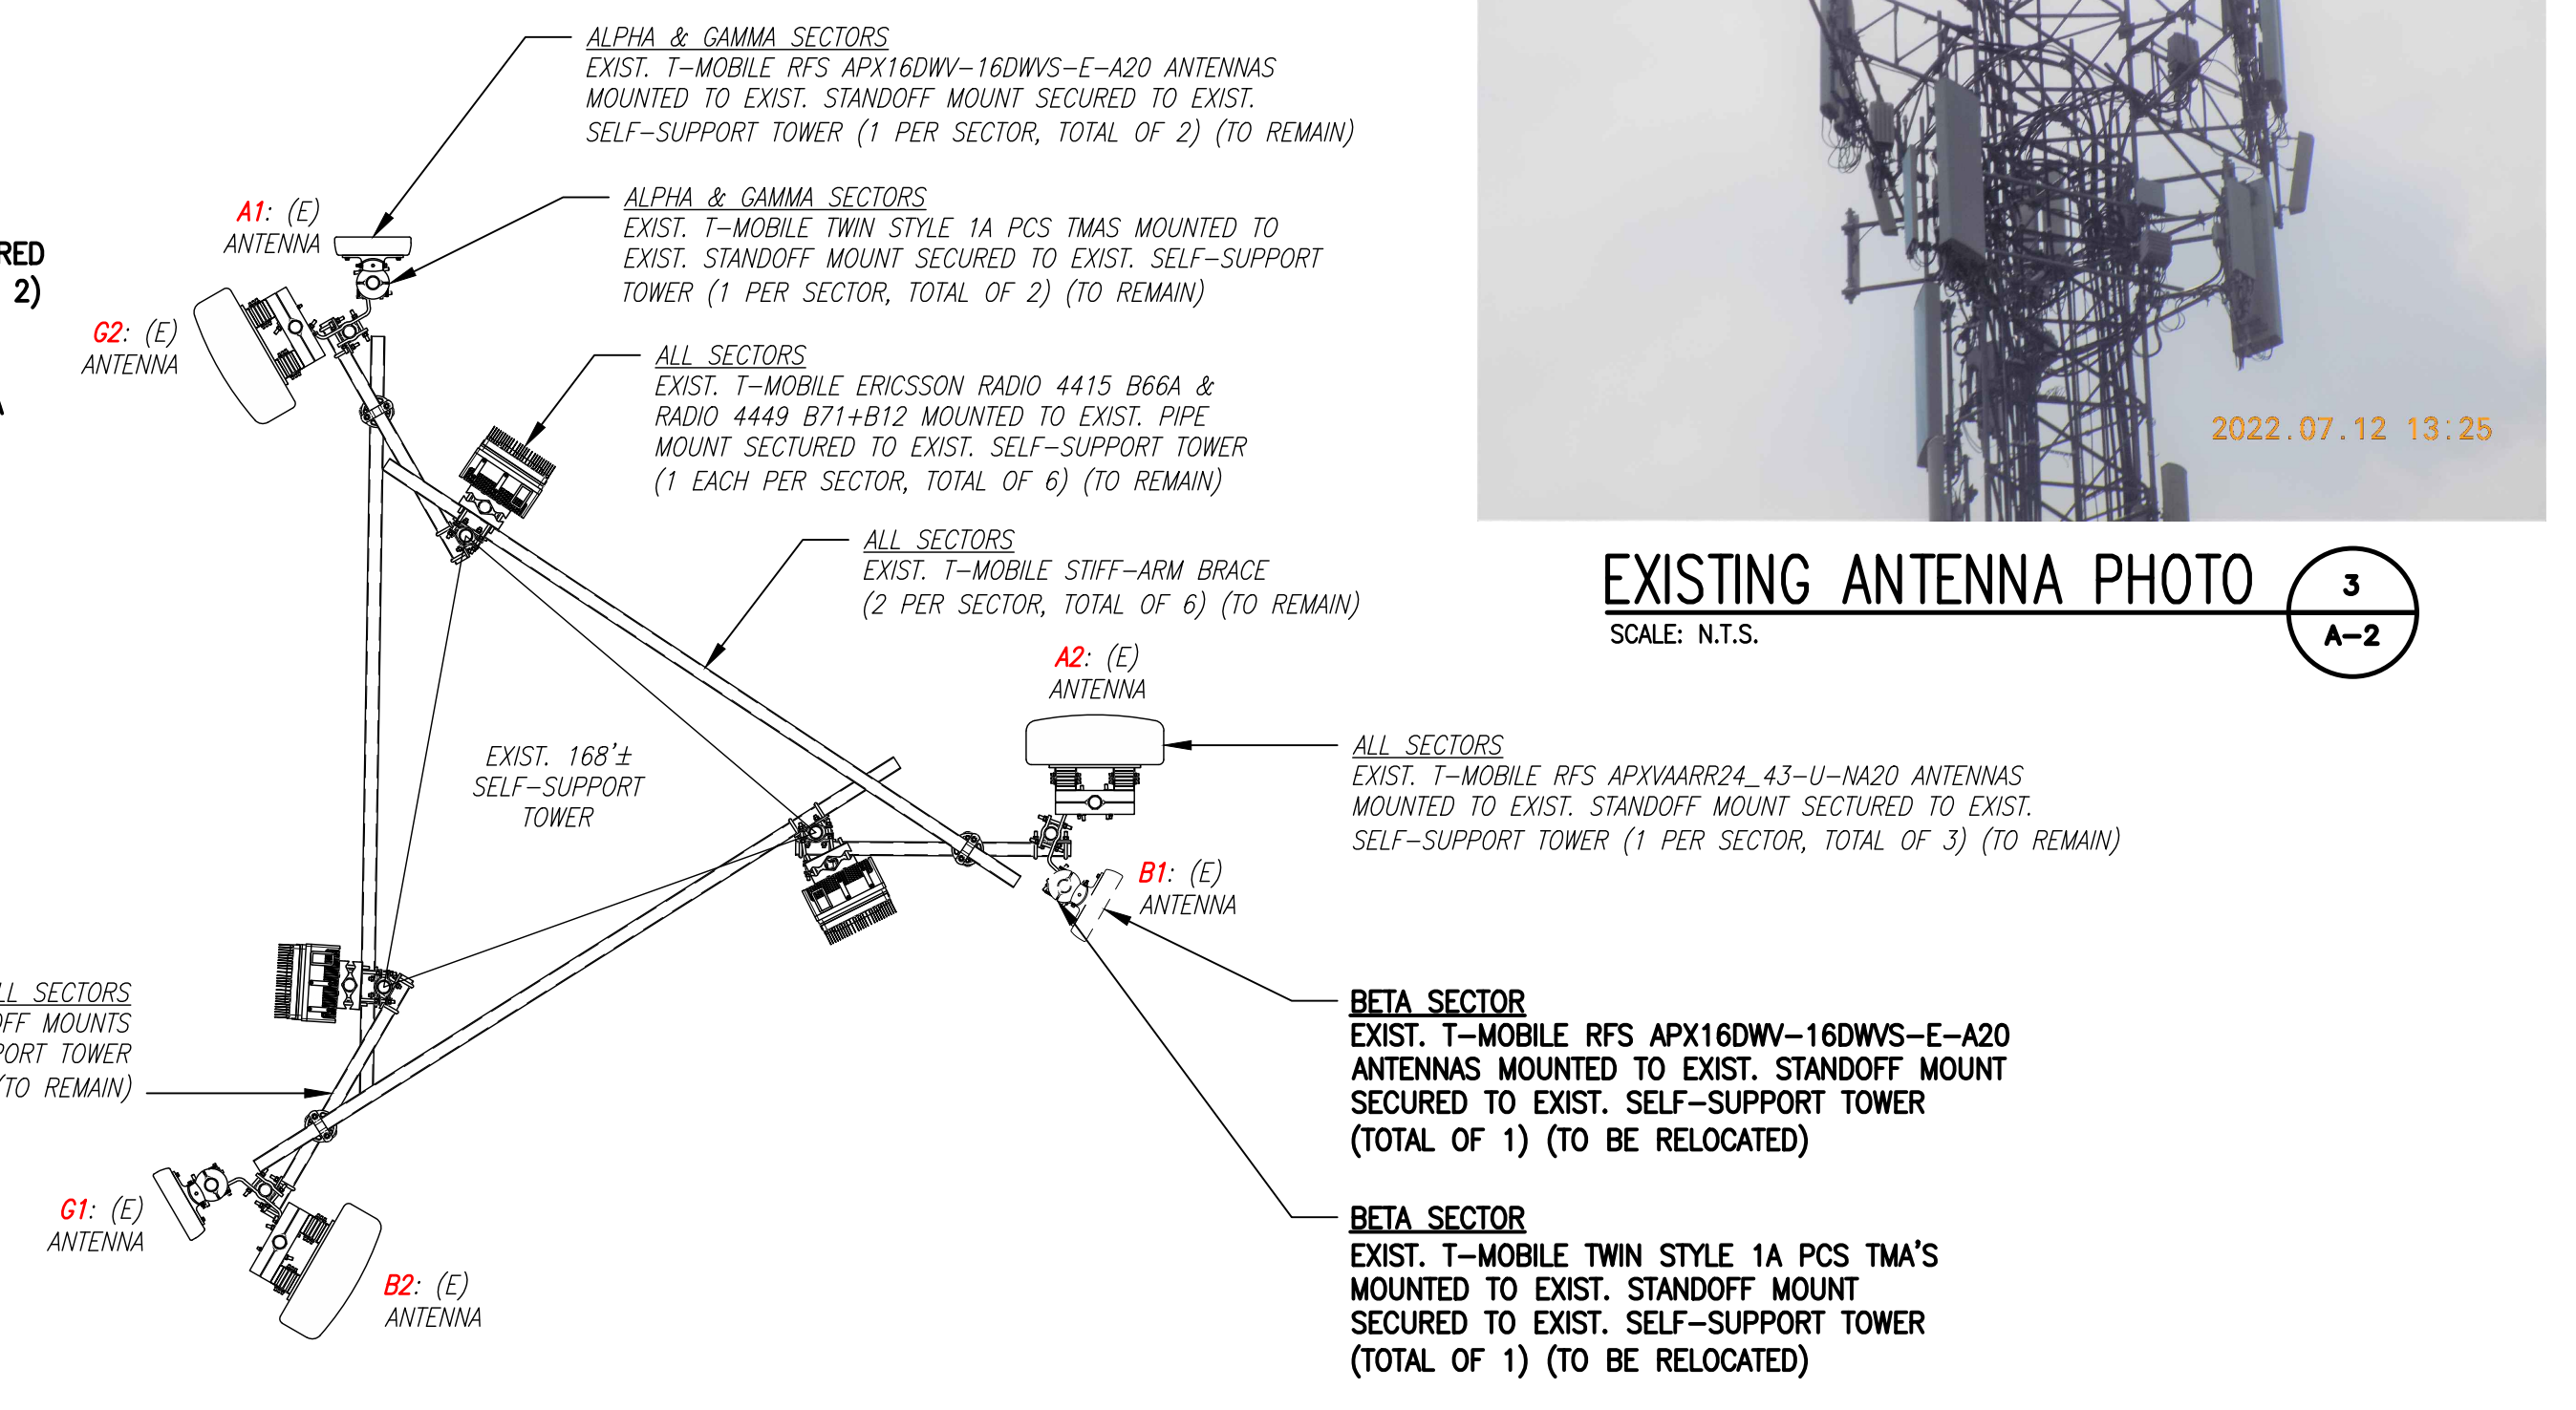 ALPHA & GAMMA SECTORS
EXIST. T-MOBILE RFS APX16DWV-16DWVS-E-A20 ANTENNAS
MOUNTED TO EXIST. STANDOFF MOUNT SECURED TO EXIST.
SELF-SUPPORT TOWER (1 PER SECTOR, TOTAL OF 2) (TO REMAIN)
ALPHA & GAMMA SECTORS
EXIST. T-MOBILE TWIN STYLE 1A PCS TMAS MOUNTED TO
EXIST. STANDOFF MOUNT SECURED TO EXIST. SELF-SUPPORT
TOWER (1 PER SECTOR, TOTAL OF 2) (TO REMAIN)
A1: (E)
ANTENNA
RED
2)
G2: (E)
ANTENNA
ALL SECTORS
EXIST. T-MOBILE ERICSSON RADIO 4415 B66A &
RADIO 4449 B71+B12 MOUNTED TO EXIST. PIPE
MOUNT SECTURED TO EXIST. SELF-SUPPORT TOWER
(1 EACH PER SECTOR, TOTAL OF 6) (TO REMAIN)
2022.07.12 13:25
ALL SECTORS
EXIST. T-MOBILE STIFF-ARM BRACE
(2 PER SECTOR, TOTAL OF 6) (TO REMAIN)
EXISTING ANTENNA PHOTO
3
A-2
SCALE: N.T.S.
A2: (E)
ANTENNA
EXIST. 168'±
SELF-SUPPORT
TOWER
ALL SECTORS
EXIST. T-MOBILE RFS APXVAARR24_43-U-NA20 ANTENNAS
MOUNTED TO EXIST. STANDOFF MOUNT SECTURED TO EXIST.
SELF-SUPPORT TOWER (1 PER SECTOR, TOTAL OF 3) (TO REMAIN)
B1: (E)
ANTENNA
LL SECTORS
OFF MOUNTS
PORT TOWER
(TO REMAIN)
BETA SECTOR
EXIST. T-MOBILE RFS APX16DWV-16DWVS-E-A20
ANTENNAS MOUNTED TO EXIST. STANDOFF MOUNT
SECURED TO EXIST. SELF-SUPPORT TOWER
(TOTAL OF 1) (TO BE RELOCATED)
G1: (E)
ANTENNA
B2: (E)
ANTENNA
BETA SECTOR
EXIST. T-MOBILE TWIN STYLE 1A PCS TMA'S
MOUNTED TO EXIST. STANDOFF MOUNT
SECURED TO EXIST. SELF-SUPPORT TOWER
(TOTAL OF 1) (TO BE RELOCATED)